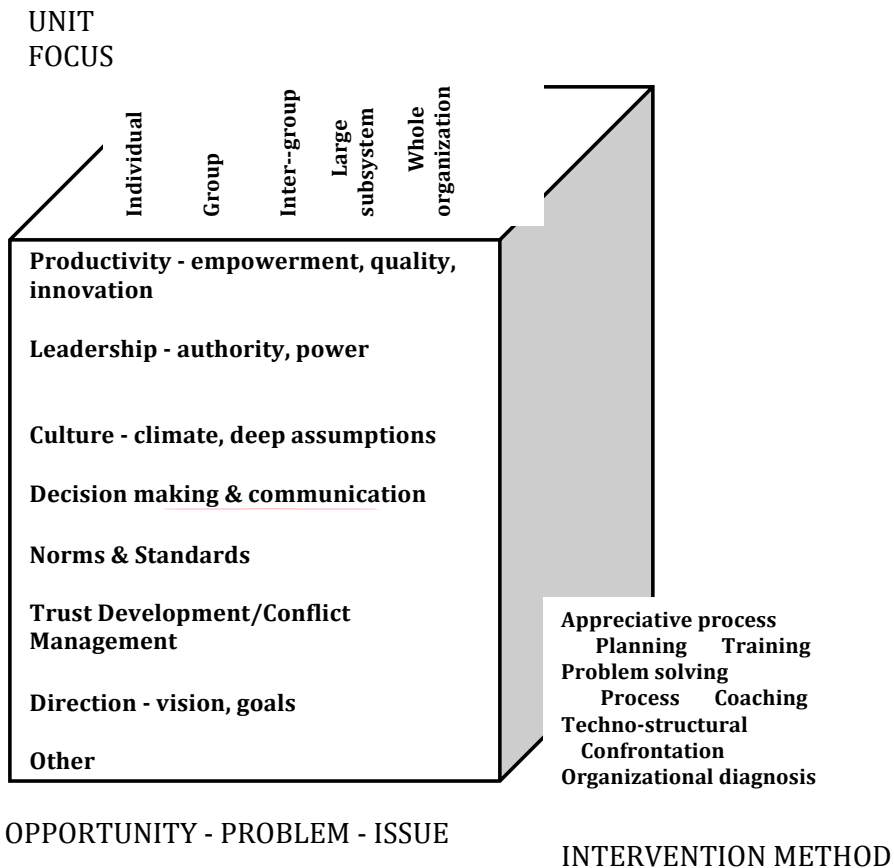 UNIT
FOCUS
Individual
Group
Inter--group
Large
subsystem
Whole
organization
Productivity - empowerment, quality,
innovation
Leadership - authority, power
Culture - climate, deep assumptions
Decision making & communication
Norms & Standards
Trust Development/Conflict
Management
Direction - vision, goals
Other
Appreciative process
Planning Training
Problem solving
Process Coaching
Techno-structural
Confrontation
Organizational diagnosis
OPPORTUNITY - PROBLEM - ISSUE
INTERVENTION METHOD